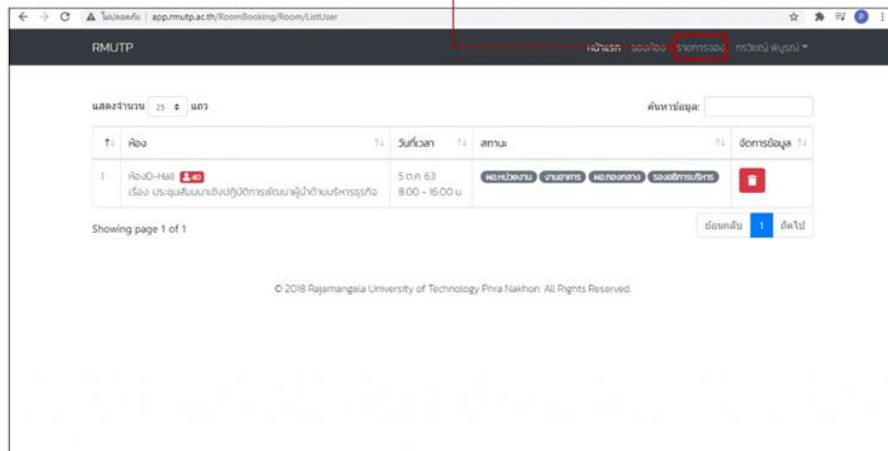 ไม่ปลอดภัย | app.rmutp.ac.th/RoomBooking/Room/ListUser
RMUTP หน้าแรก จองห้อง รายการจอง กรวิชญ์ พิบูรณ์
แสดงจำนวน 25 แถว ค้นหาข้อมูล:
ห้อง วันที่เวลา สถานะ จัดการข้อมูล
1 ห้องD-Hall 40 5 ต.ค. 63 ผอ.หน่วยงาน งานอาคาร ผอ.กองกลาง รองอธิการบริหาร
เรื่อง: ประชุมสัมมนาเชิงปฏิบัติการพัฒนาผู้นำด้านบริหารธุรกิจ 8:00 - 16:00 น.
Showing page 1 of 1 ย้อนกลับ 1 ถัดไป
© 2018 Rajamangala University of Technology Phra Nakhon. All Rights Reserved.